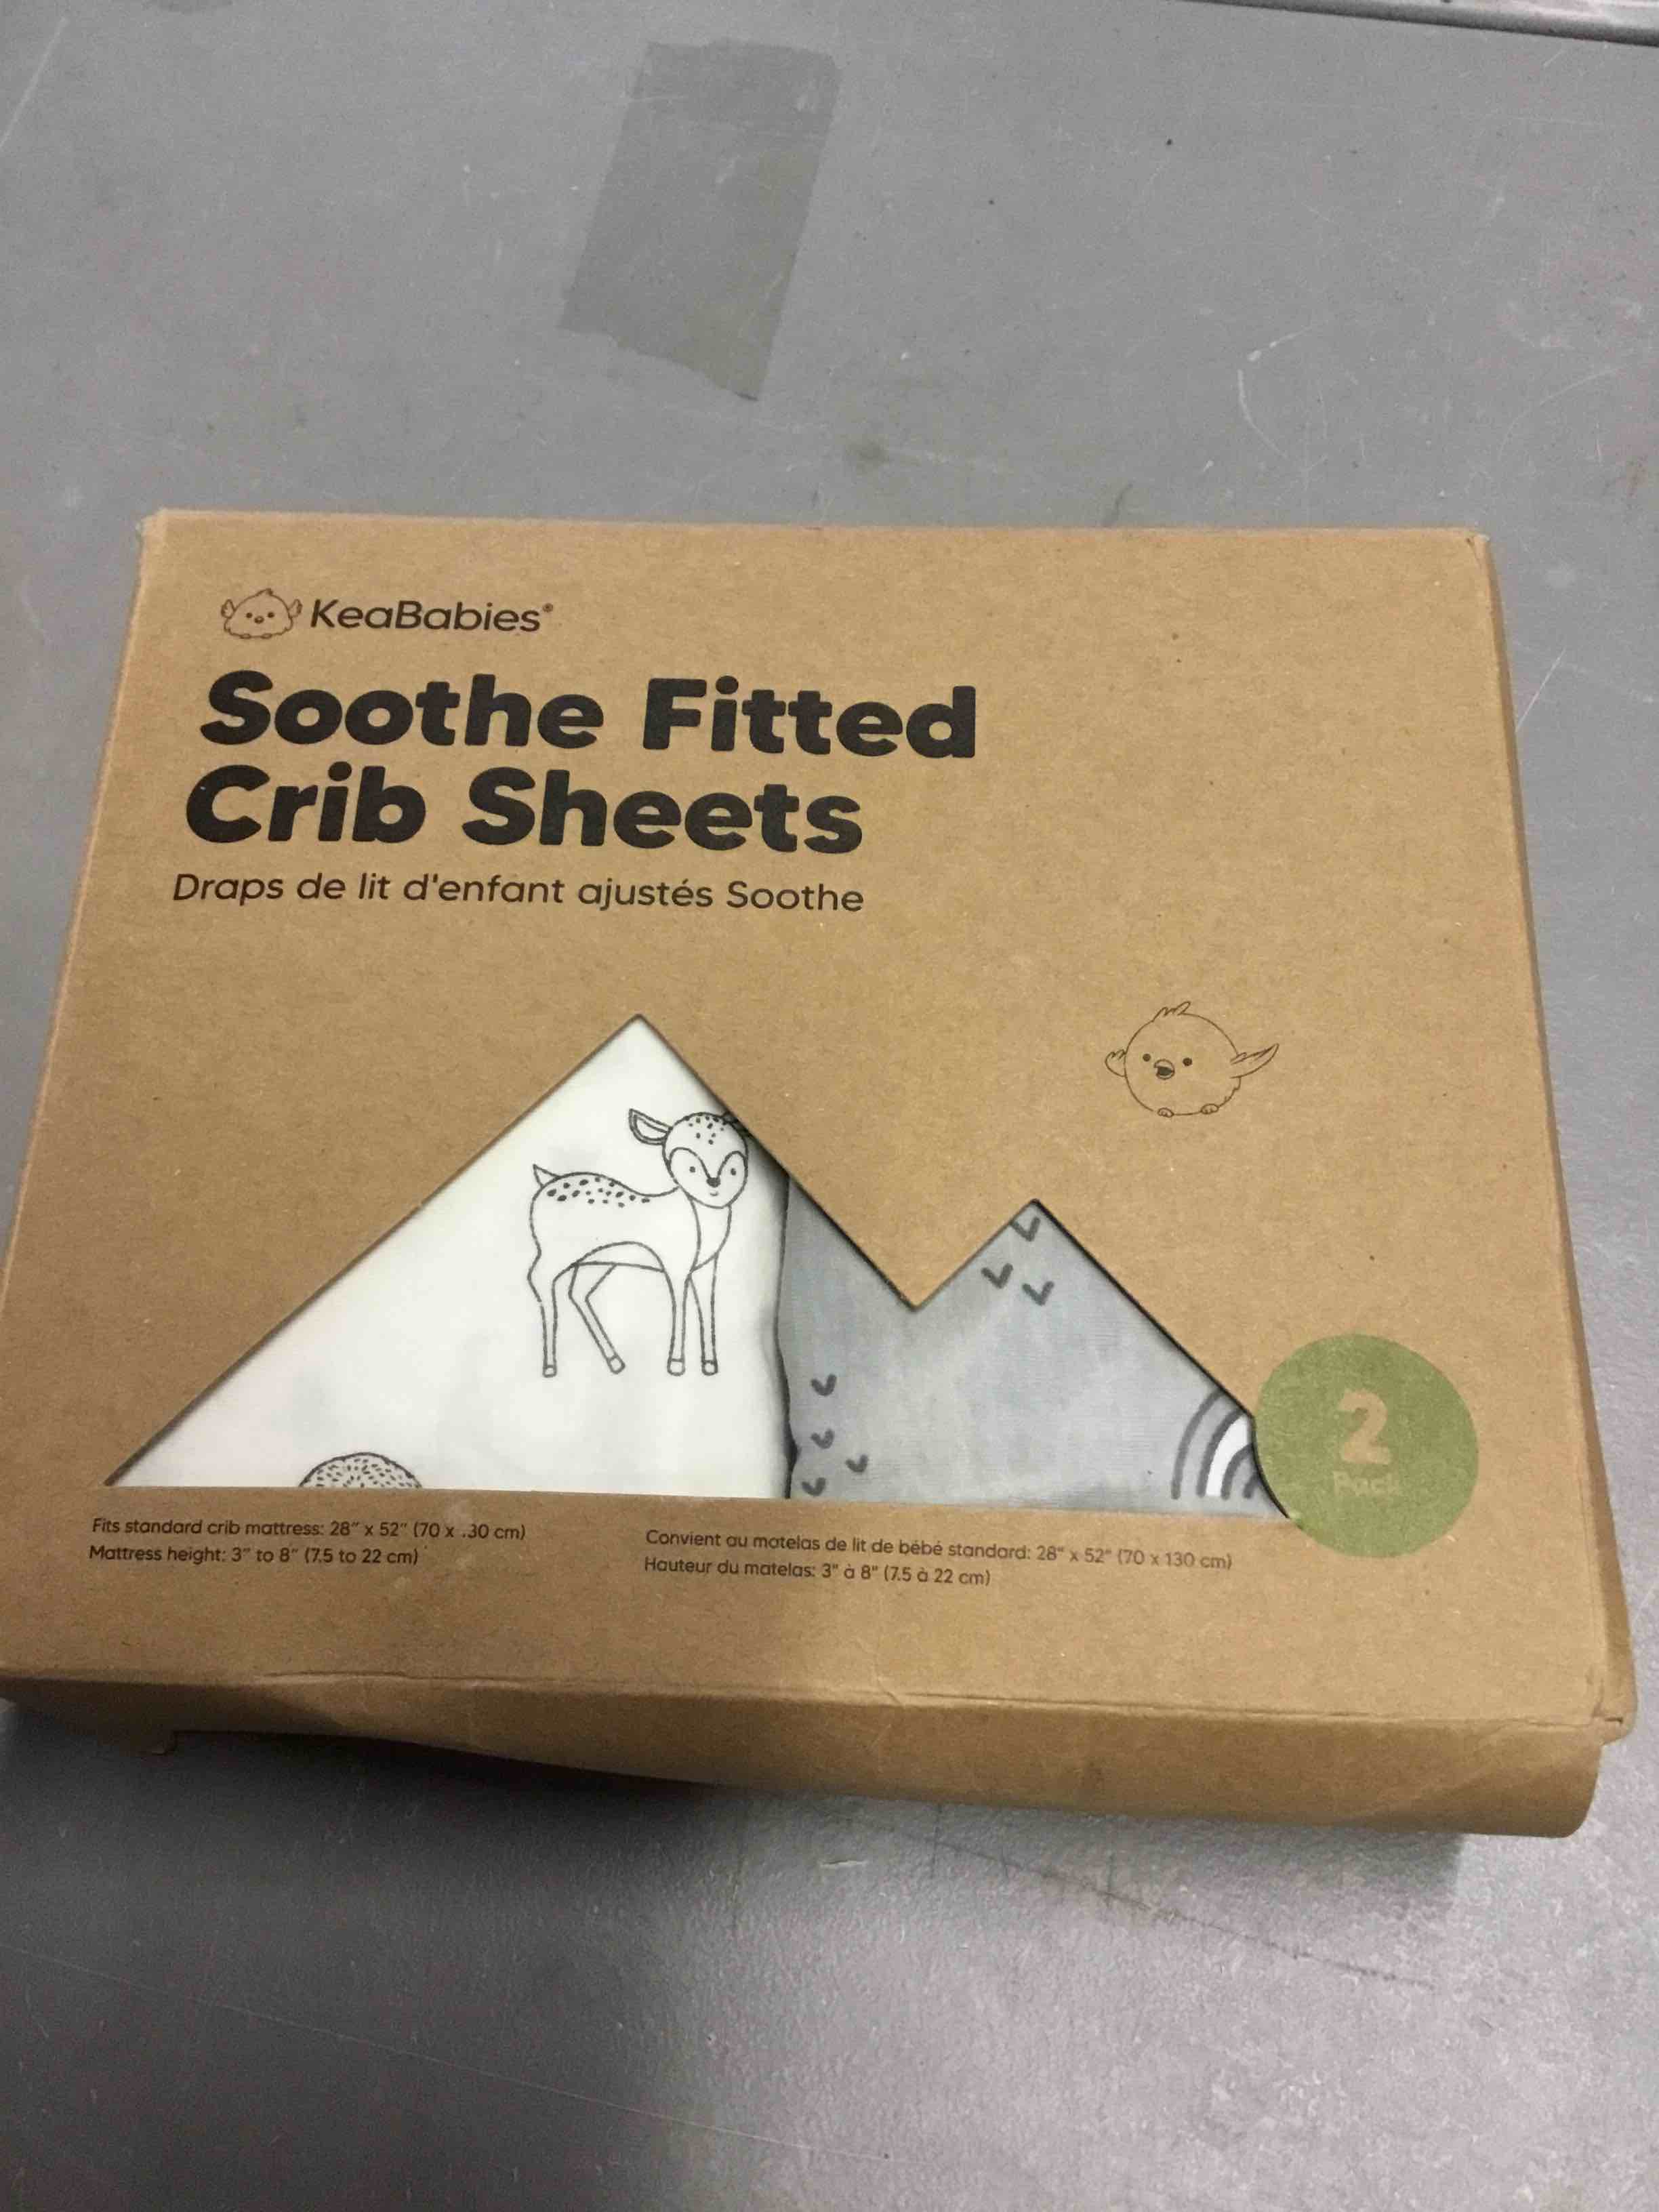 KeaBabies®
Soothe Fitted
Crib Sheets
Draps de lit d'enfant ajustés Soothe
2
Pack
Fits standard crib mattress: 28" x 52" (70 x .30 cm)
Mattress height: 3" to 8" (7.5 to 22 cm)
Convient au matelas de lit de bébé standard: 28" x 52" (70 x 130 cm)
Hauteur du matelas: 3" à 8" (7.5 à 22 cm)